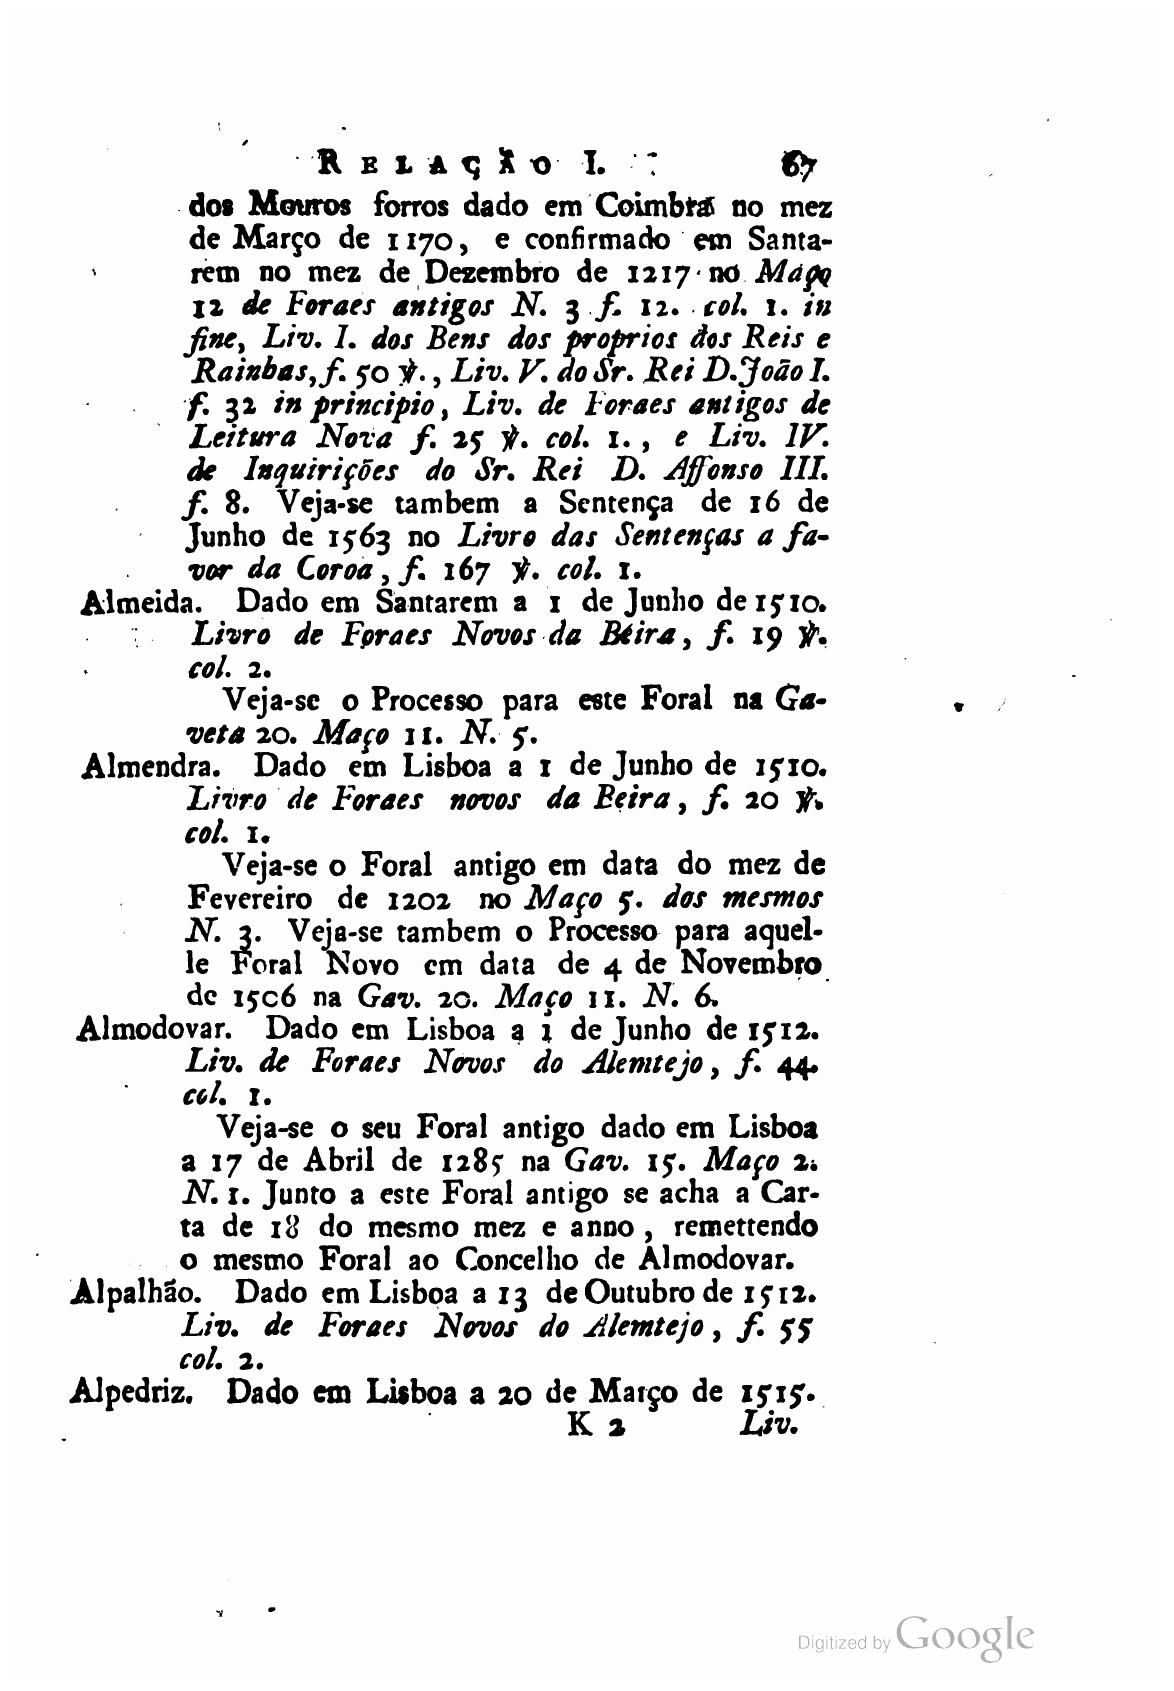 RELAÇÃO I. 67
dos Mouros forros dado em Coimbra no mez
de Março de 1170, e confirmado em Santa-
rem no mez de Dezembro de 1217 no Maço
12 de Foraes antigos N. 3 f. 12. col. 1. in
fine, Liv. I. dos Bens dos proprios dos Reis e
Rainhas, f. 50 ℣., Liv. V. do Sr. Rei D. João I.
f. 32 in principio, Liv. de Foraes antigos de
Leitura Nova f. 25 ℣. col. 1., e Liv. IV.
de Inquirições do Sr. Rei D. Affonso III.
f. 8. Veja-se tambem a Sentença de 16 de
Junho de 1563 no Livro das Sentenças a fa-
vor da Coroa, f. 167 ℣. col. 1.
Almeida. Dado em Santarem a 1 de Junho de 1510.
Livro de Foraes Novos da Beira, f. 19 ℣.
col. 2.
Veja-se o Processo para este Foral na Ga-
veta 20. Maço 11. N. 5.
Almendra. Dado em Lisboa a 1 de Junho de 1510.
Livro de Foraes novos da Beira, f. 20 ℣.
col. 1.
Veja-se o Foral antigo em data do mez de
Fevereiro de 1202 no Maço 5. dos mesmos
N. 3. Veja-se tambem o Processo para aquel-
le Foral Novo em data de 4 de Novembro
de 1506 na Gav. 20. Maço 11. N. 6.
Almodovar. Dado em Lisboa a 1 de Junho de 1512.
Liv. de Foraes Novos do Alemtejo, f. 44.
col. 1.
Veja-se o seu Foral antigo dado em Lisboa
a 17 de Abril de 1285 na Gav. 15. Maço 2.
N. 1. Junto a este Foral antigo se acha a Car-
ta de 18 do mesmo mez e anno, remettendo
o mesmo Foral ao Concelho de Almodovar.
Alpalhão. Dado em Lisboa a 13 de Outubro de 1512.
Liv. de Foraes Novos do Alemtejo, f. 55
col. 2.
Alpedriz. Dado em Lisboa a 20 de Março de 1515.
K 2 Liv.
Digitized by Google